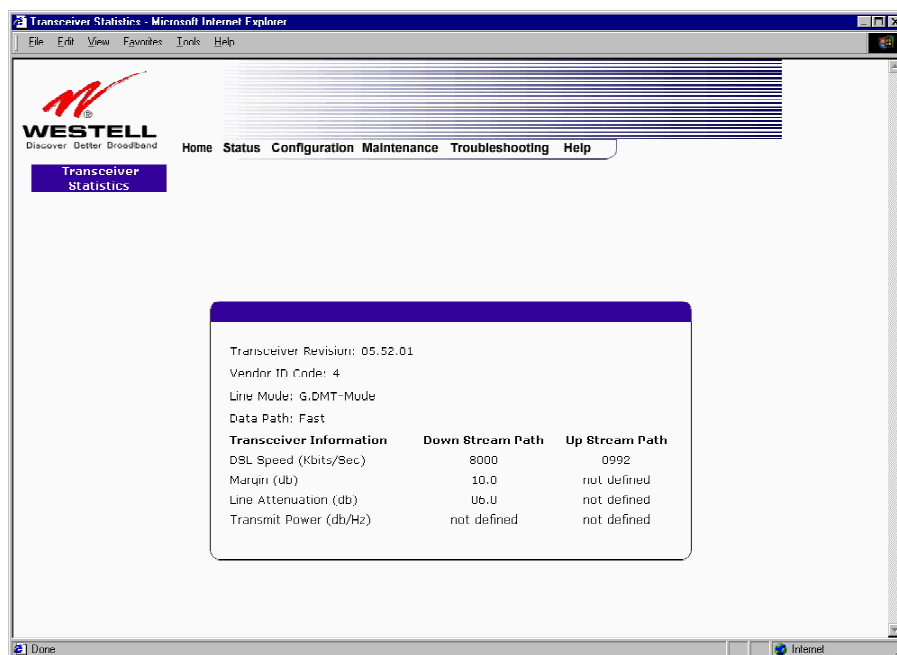 Transceiver Statistics - Microsoft Internet Explorer
File Edit View Favorites Tools Help
WESTELL
Discover Better Broadband
Home Status Configuration Maintenance Troubleshooting Help
Transceiver
Statistics
Transceiver Revision: 05.52.01
Vendor ID Code: 4
Line Mode: G.DMT-Mode
Data Path: Fast
Transceiver Information Down Stream Path Up Stream Path
DSL Speed (Kbits/Sec) 8000 0992
Margin (db) 10.0 not defined
Line Attenuation (db) 06.0 not defined
Transmit Power (db/Hz) not defined not defined
Done Internet